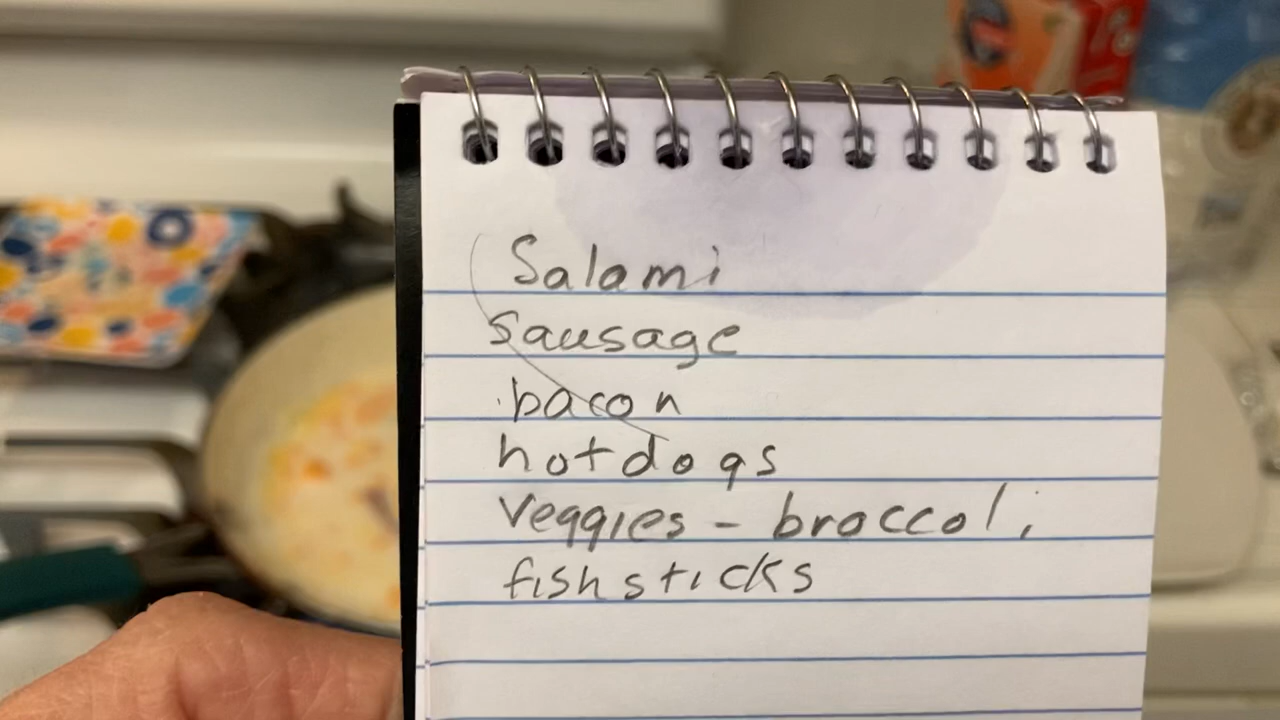 Salami
Sausage
bacon
hotdogs
Veggies - broccoli
fishsticks